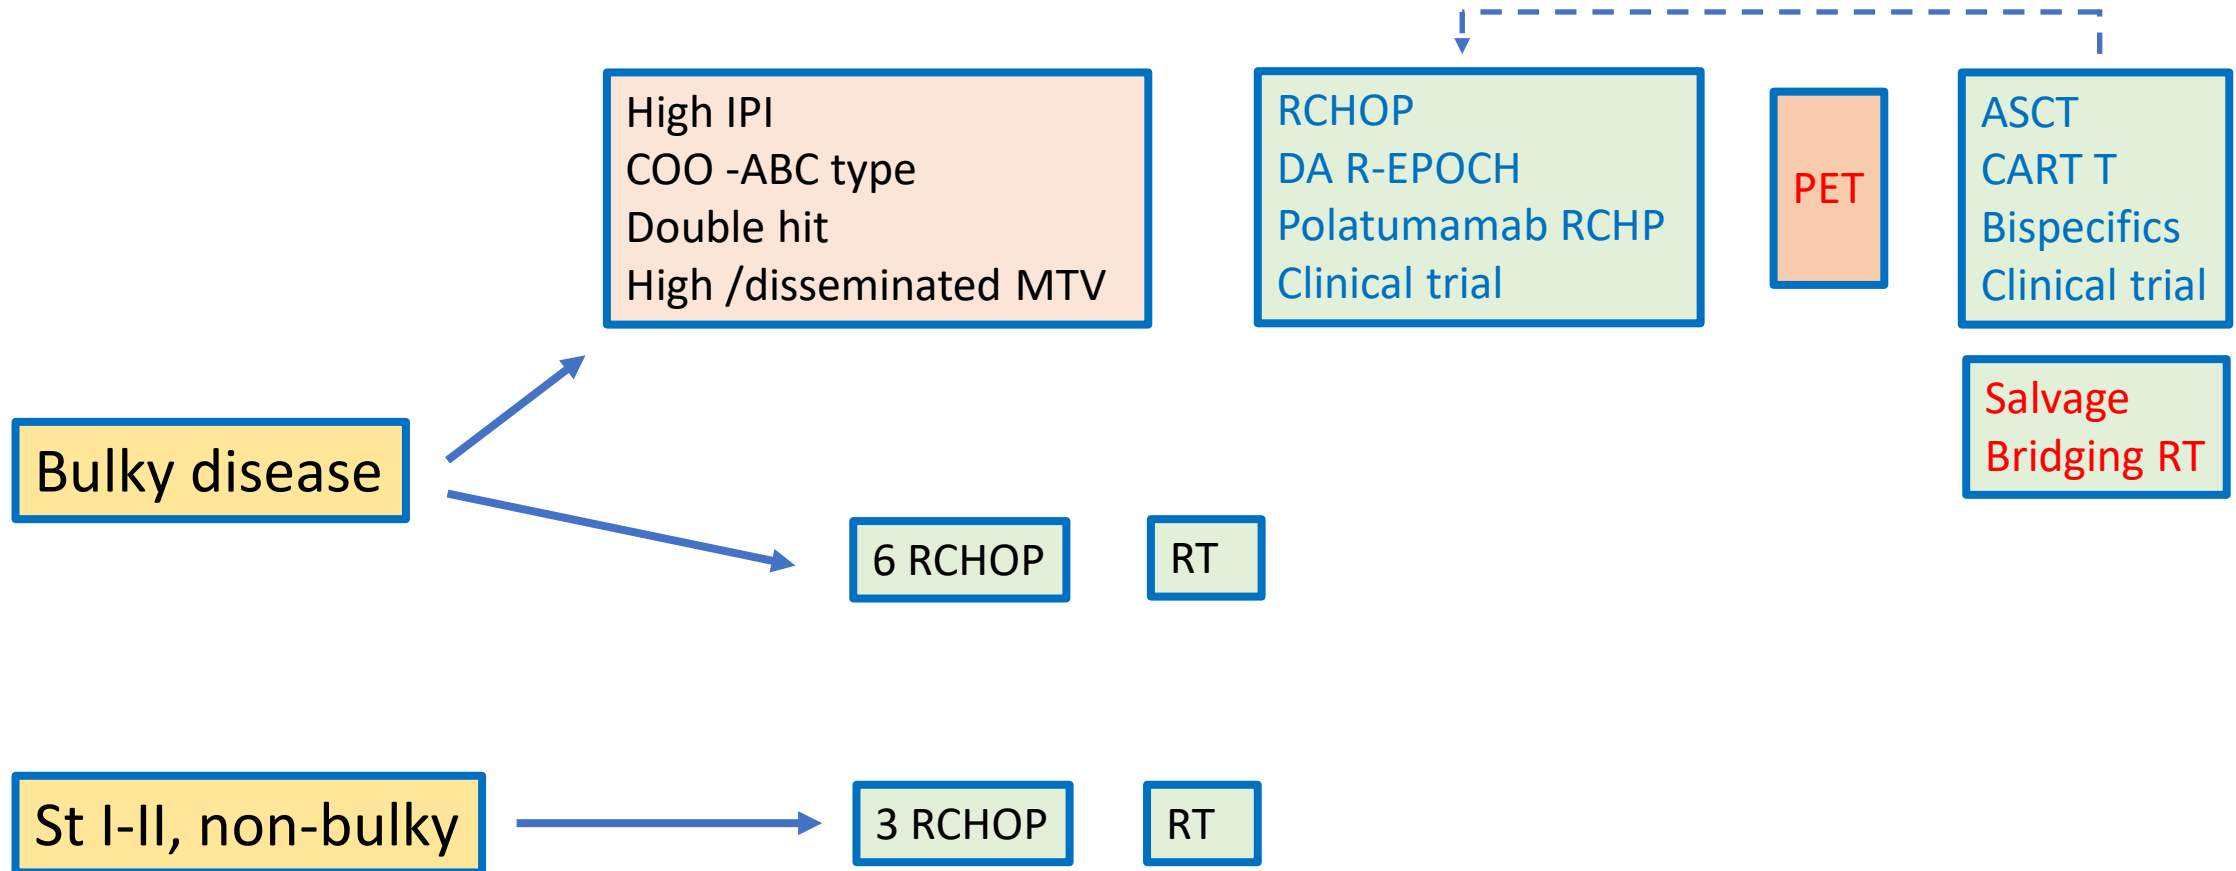 High IPI
COO -ABC type
Double hit
High /disseminated MTV
RCHOP
DA R-EPOCH
Polatumamab RCHP
Clinical trial
PET
ASCT
CART T
Bispecifics
Clinical trial
Salvage
Bridging RT
Bulky disease
6 RCHOP
RT
St I-II, non-bulky
3 RCHOP
RT